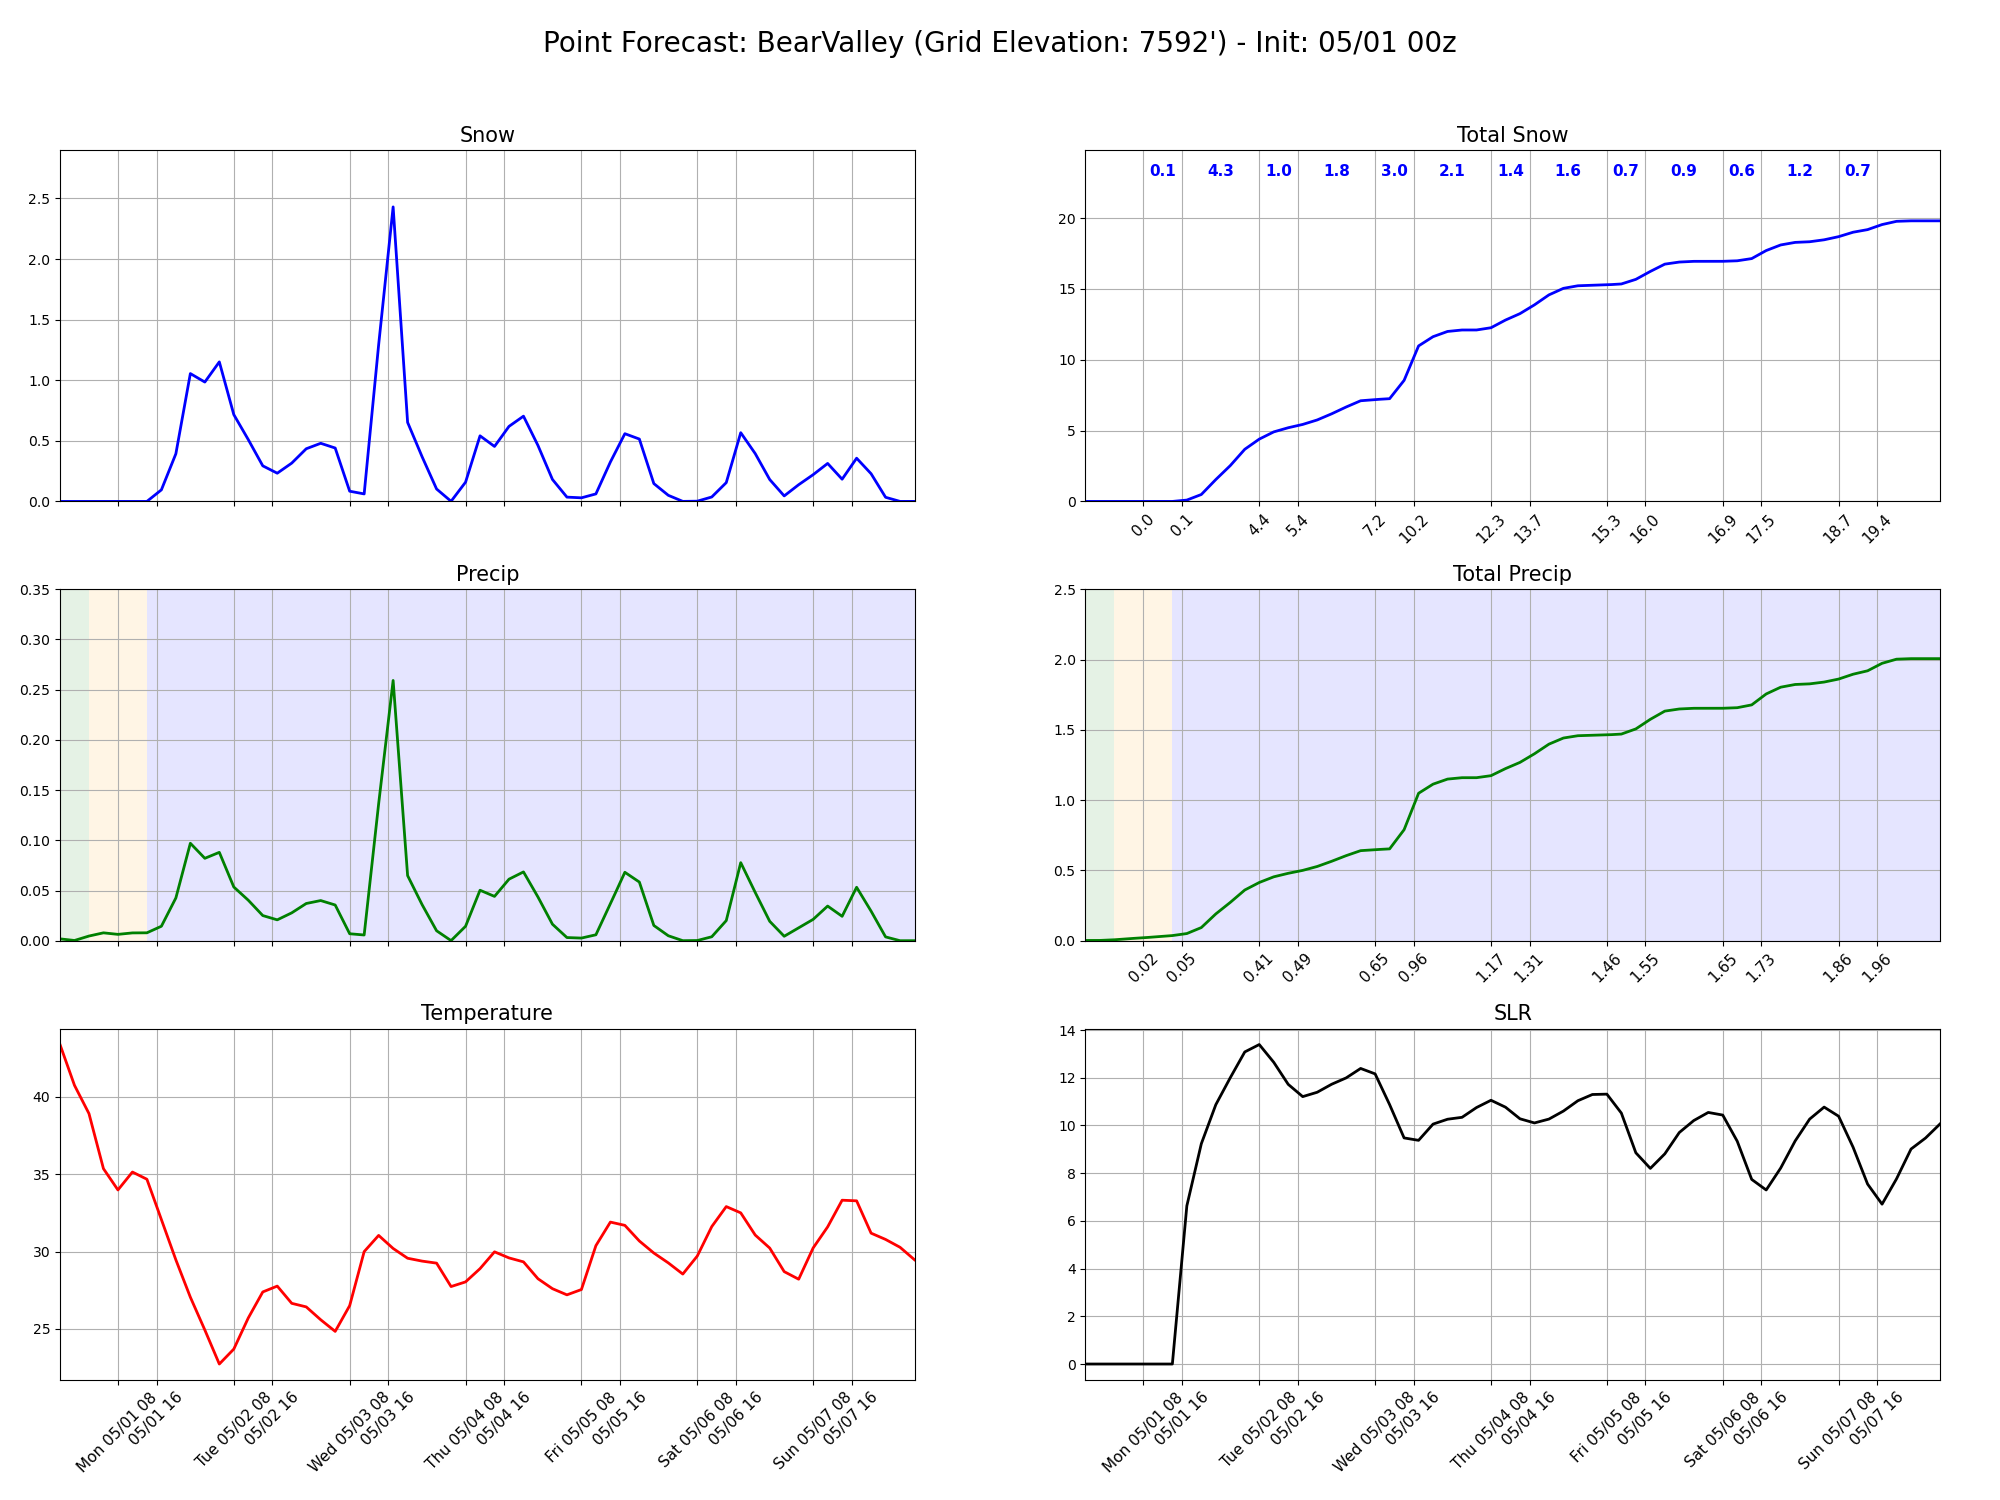 Point Forecast: BearValley (Grid Elevation: 7592') - Init: 05/01 00z
Snow
2.5
2.0
1.5
1.0
0.5
0.0
Total Snow
0.1 4.3 1.0 1.8 3.0 2.1 1.4 1.6 0.7 0.9 0.6 1.2 0.7
20
15
10
5
0
0.0 0.1 4.4 5.4 7.2 10.2 12.3 13.7 15.3 16.0 16.9 17.5 18.7 19.4
Precip
0.35
0.30
0.25
0.20
0.15
0.10
0.05
0.00
Total Precip
2.5
2.0
1.5
1.0
0.5
0.0
0.02 0.05 0.41 0.49 0.65 0.96 1.17 1.31 1.46 1.55 1.65 1.73 1.86 1.96
Temperature
40
35
30
25
Mon 05/01 08
05/01 16
Tue 05/02 08
05/02 16
Wed 05/03 08
05/03 16
Thu 05/04 08
05/04 16
Fri 05/05 08
05/05 16
Sat 05/06 08
05/06 16
Sun 05/07 08
05/07 16
SLR
14
12
10
8
6
4
2
0
Mon 05/01 08
05/01 16
Tue 05/02 08
05/02 16
Wed 05/03 08
05/03 16
Thu 05/04 08
05/04 16
Fri 05/05 08
05/05 16
Sat 05/06 08
05/06 16
Sun 05/07 08
05/07 16